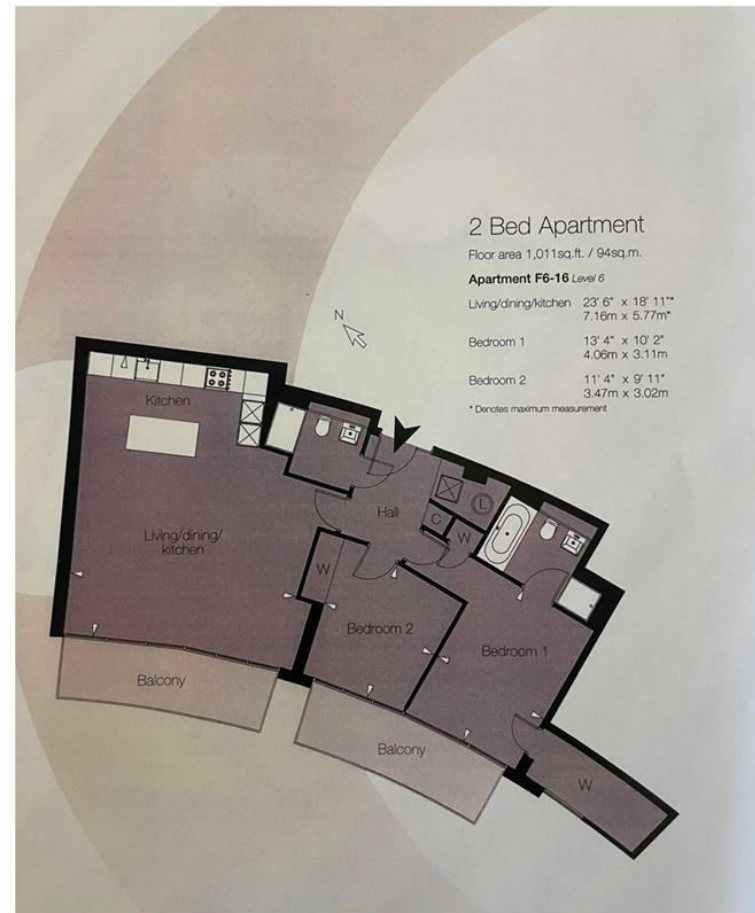 2 Bed Apartment
Floor area 1,011sq.ft. / 94sq.m.
Apartment F6-16 Level 6
Living/dining/kitchen 23' 6" x 18' 11"*
7.16m x 5.77m*
Bedroom 1 13' 4" x 10' 2"
4.06m x 3.11m
Bedroom 2 11' 4" x 9' 11"
3.47m x 3.02m
* Denotes maximum measurement
N
Kitchen
Living/dining/
kitchen
Hall
L
C
W
W
Bedroom 2
Bedroom 1
Balcony
Balcony
W